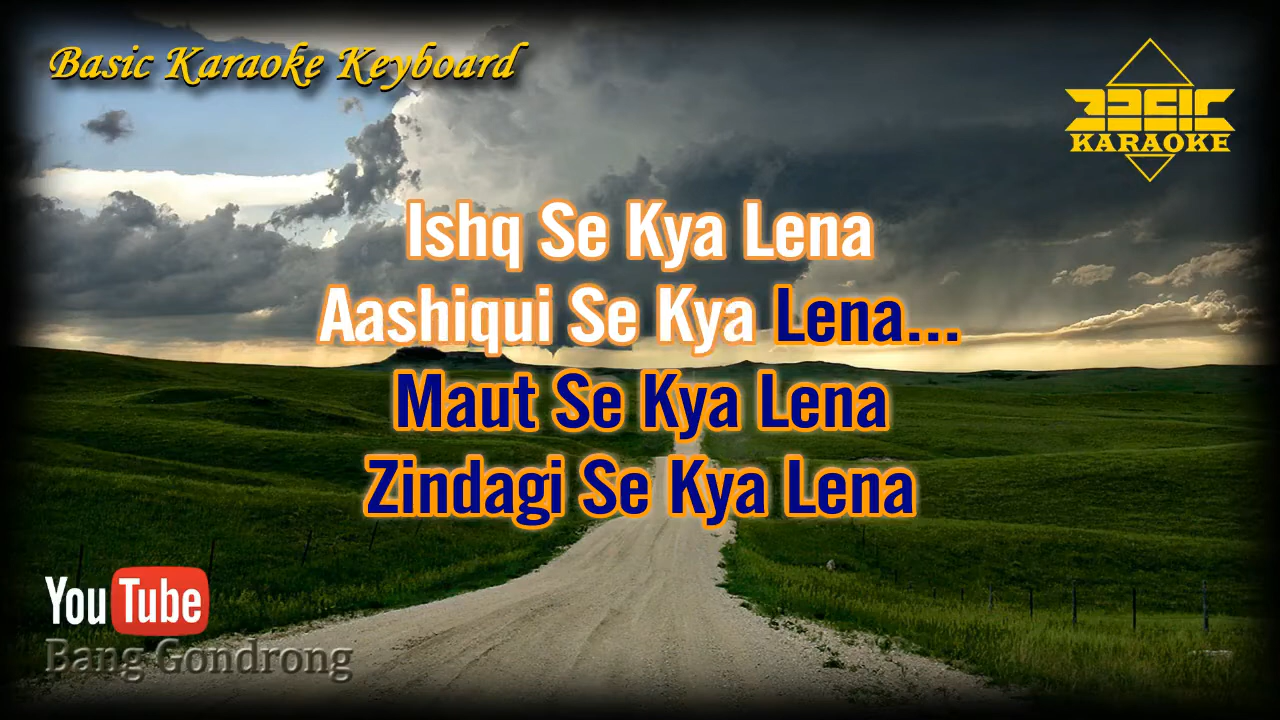 Basic Karaoke Keyboard
BASIC
KARAOKE
Ishq Se Kya Lena
Aashiqui Se Kya Lena...
Maut Se Kya Lena
Zindagi Se Kya Lena
YouTube
Bang Gondrong